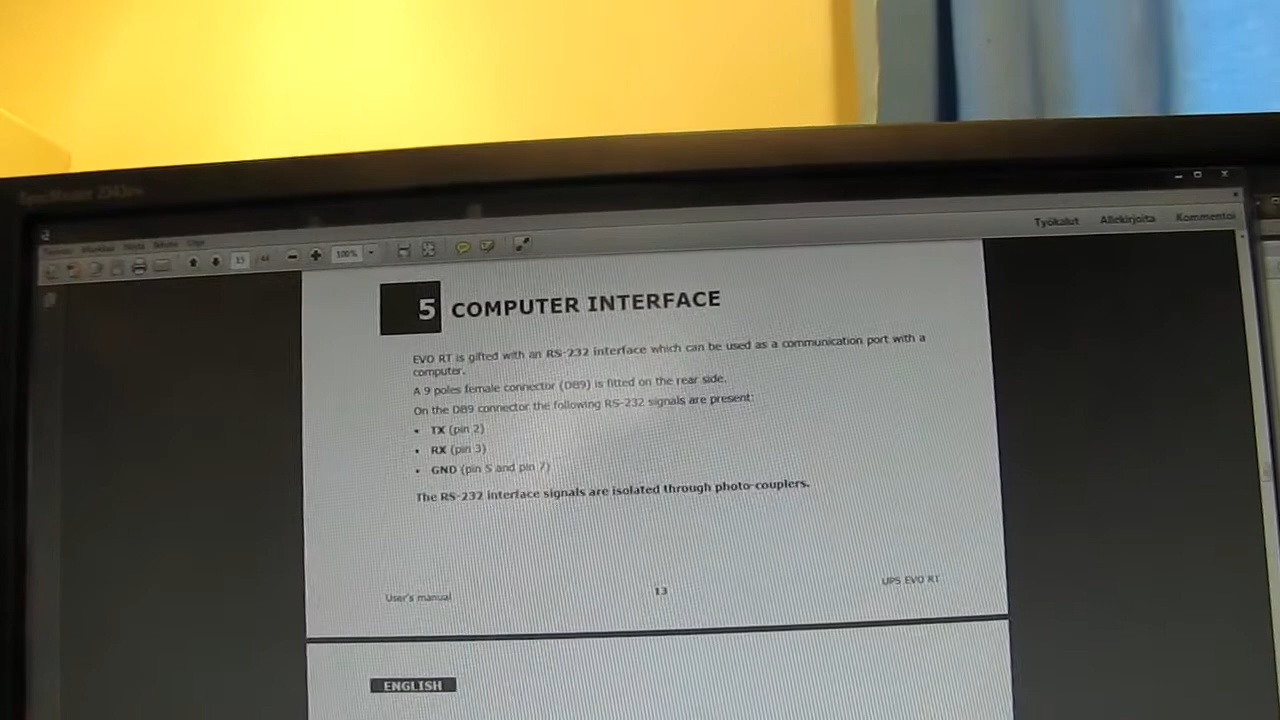 SyncMaster 2343
Työkalut
Allekirjoita
Kommentoi
100%
5 COMPUTER INTERFACE
EVO RT is gifted with an RS-232 interface which can be used as a communication port with a
computer.
A 9 poles female connector (DB9) is fitted on the rear side.
On the DB9 connector the following RS-232 signals are present:
• TX (pin 2)
• RX (pin 3)
• GND (pin 5 and pin 7)
The RS-232 interface signals are isolated through photo-couplers.
User's manual
13
UPS EVO RT
ENGLISH